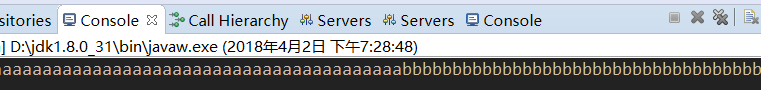 sitories Console Call Hierarchy Servers Servers Console
] D:\jdk1.8.0_31\bin\javaw.exe (2018年4月2日 下午7:28:48)
aaaaaaaaaaaaaaaaaaaaaaaaaaaaaaaaaaaaaaaabbbbbbbbbbbbbbbbbbbbbbbbbbbbbbbbbbbb